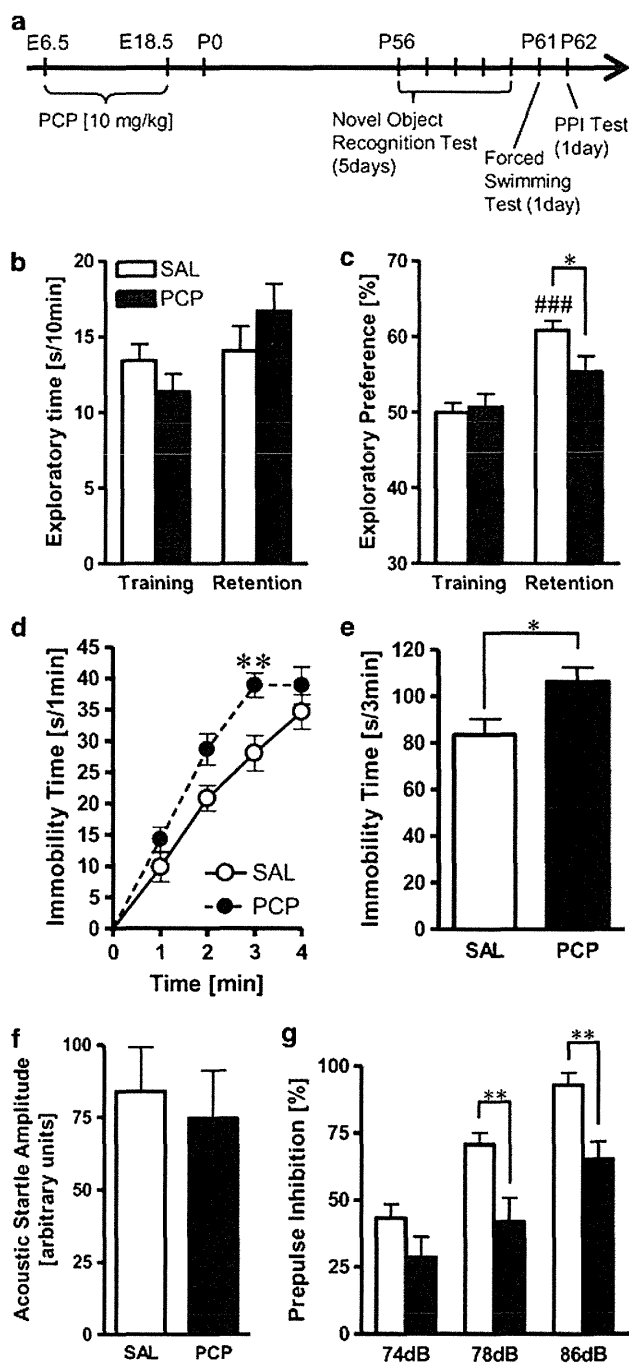 a
E6.5 E18.5 P0 P56 P61 P62
PCP [10 mg/kg]
Novel Object
Recognition Test
(5days)
Forced
Swimming
Test (1day)
PPI Test
(1day)
b
Exploratory time [s/10min]
20
15
10
5
0
SAL
PCP
Training Retention
c
Exploratory Preference [%]
70
60
50
40
30
###
*
Training Retention
d
Immobility Time [s/1min]
45
40
35
30
25
20
15
10
5
0
**
SAL
PCP
0 1 2 3 4
Time [min]
e
Immobility Time [s/3min]
120
100
80
60
40
20
0
*
SAL PCP
f
Acoustic Startle Amplitude
[arbitrary units]
100
75
50
25
0
SAL PCP
g
Prepulse Inhibition [%]
100
75
50
25
0
**
**
74dB 78dB 86dB